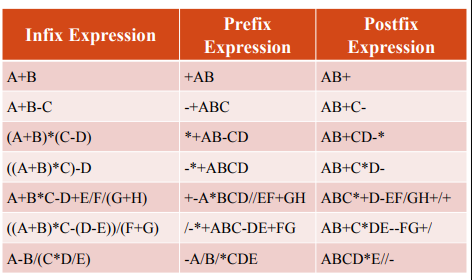 Infix Expression Prefix Expression Postfix Expression
A+B +AB AB+
A+B-C -+ABC AB+C-
(A+B)*(C-D) *+AB-CD AB+CD-*
((A+B)*C)-D -*+ABCD AB+C*D-
A+B*C-D+E/F/(G+H) +-A*BCD//EF+GH ABC*+D-EF/GH+/+
((A+B)*C-(D-E))/(F+G) /-*+ABC-DE+FG AB+C*DE--FG+/
A-B/(C*D/E) -A/B/*CDE ABCD*E//-